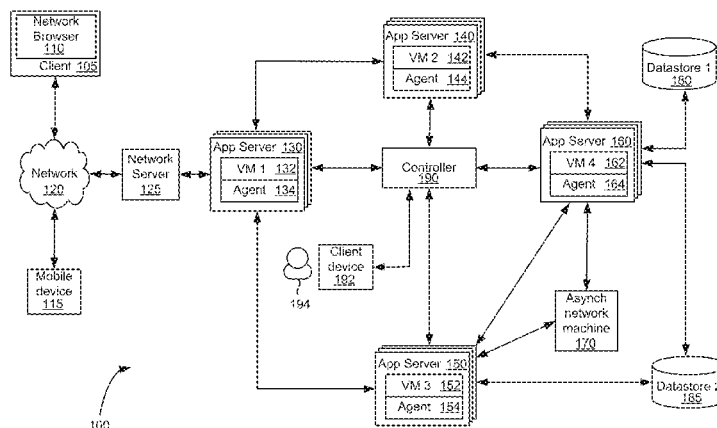 Network
Browser
110
Client 105
Network
120
Mobile device
115
Network
Server
125
App Server 130
VM 1 132
Agent 134
App Server 140
VM 2 142
Agent 144
Controller
190
Client
device
192
194
App Server 150
VM 3 152
Agent 154
App Server 160
VM 4 162
Agent 164
Asynch
network
machine
170
Datastore 1
180
Datastore 2
185
100